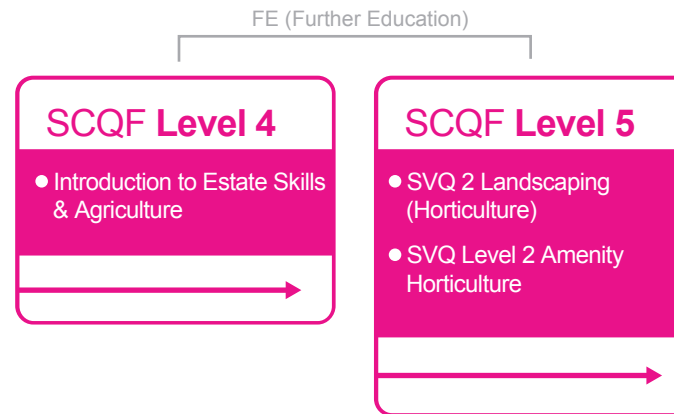 FE (Further Education)
SCQF Level 4
● Introduction to Estate Skills
& Agriculture
SCQF Level 5
● SVQ 2 Landscaping
(Horticulture)
● SVQ Level 2 Amenity
Horticulture